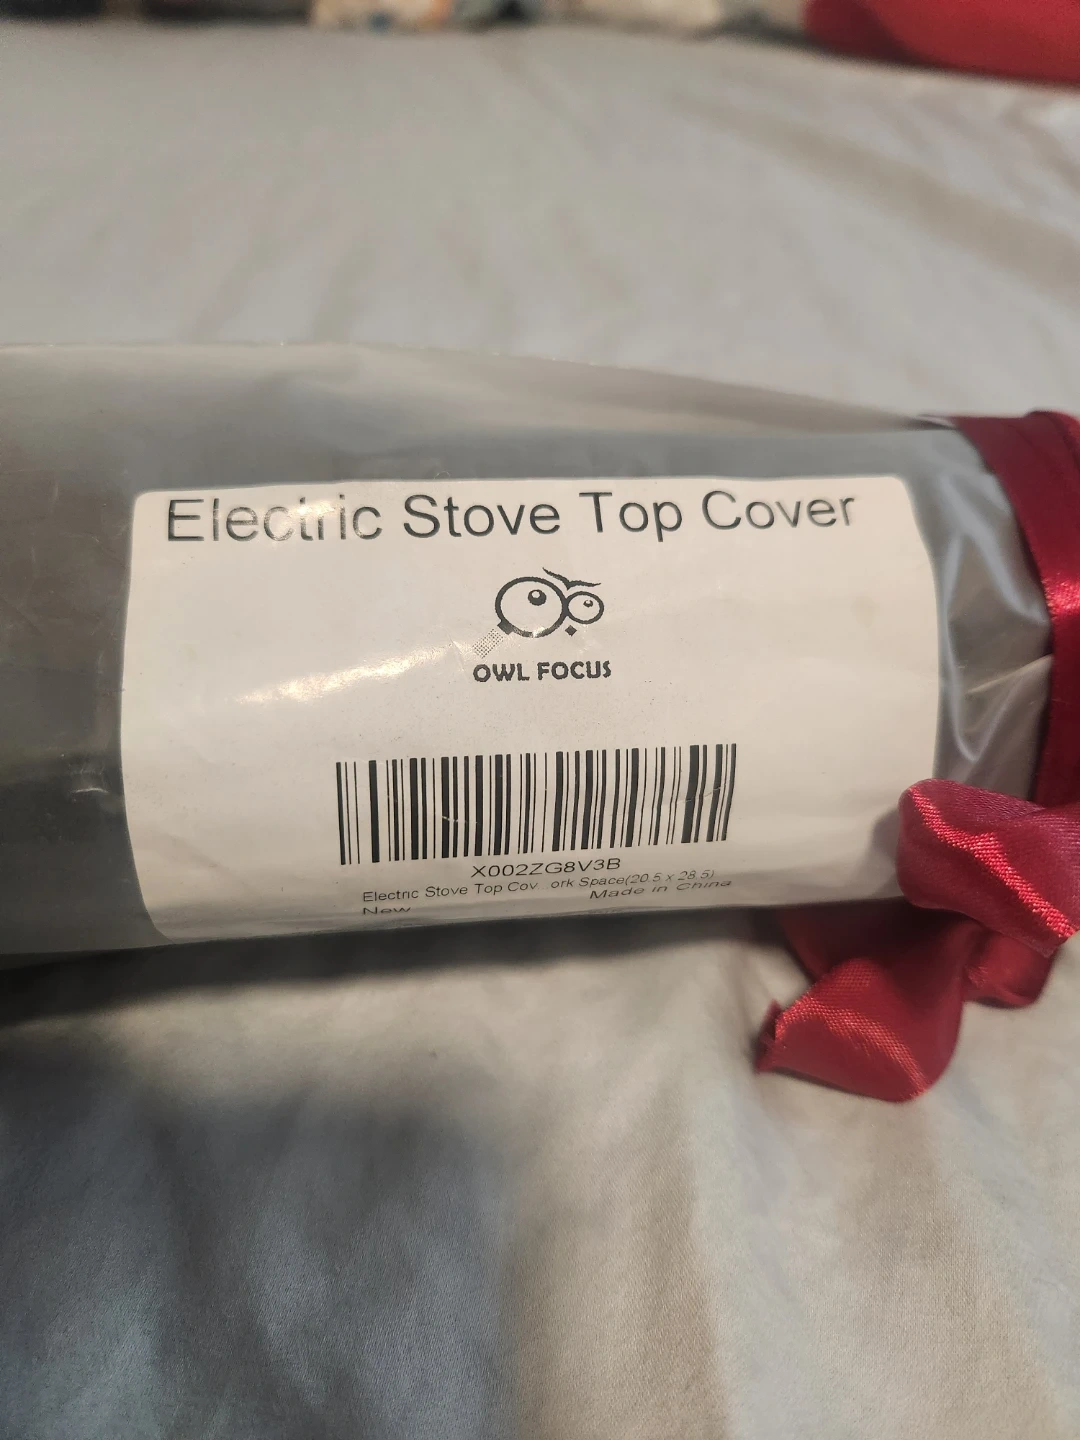 Electric Stove Top Cover
OWL FOCUS
X002ZG8V3B
Electric Stove Top Cov...ork Space(20.5 x 28.5)
New
Made in China